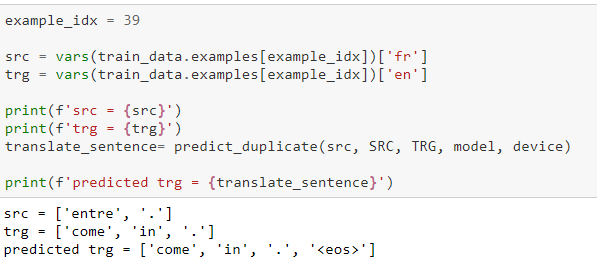 example_idx = 39
src = vars(train_data.examples[example_idx])['fr']
trg = vars(train_data.examples[example_idx])['en']
print(f'src = {src}')
print(f'trg = {trg}')
translate_sentence= predict_duplicate(src, SRC, TRG, model, device)
print(f'predicted trg = {translate_sentence}')
src = ['entre', '.']
trg = ['come', 'in', '.']
predicted trg = ['come', 'in', '.', '<eos>']